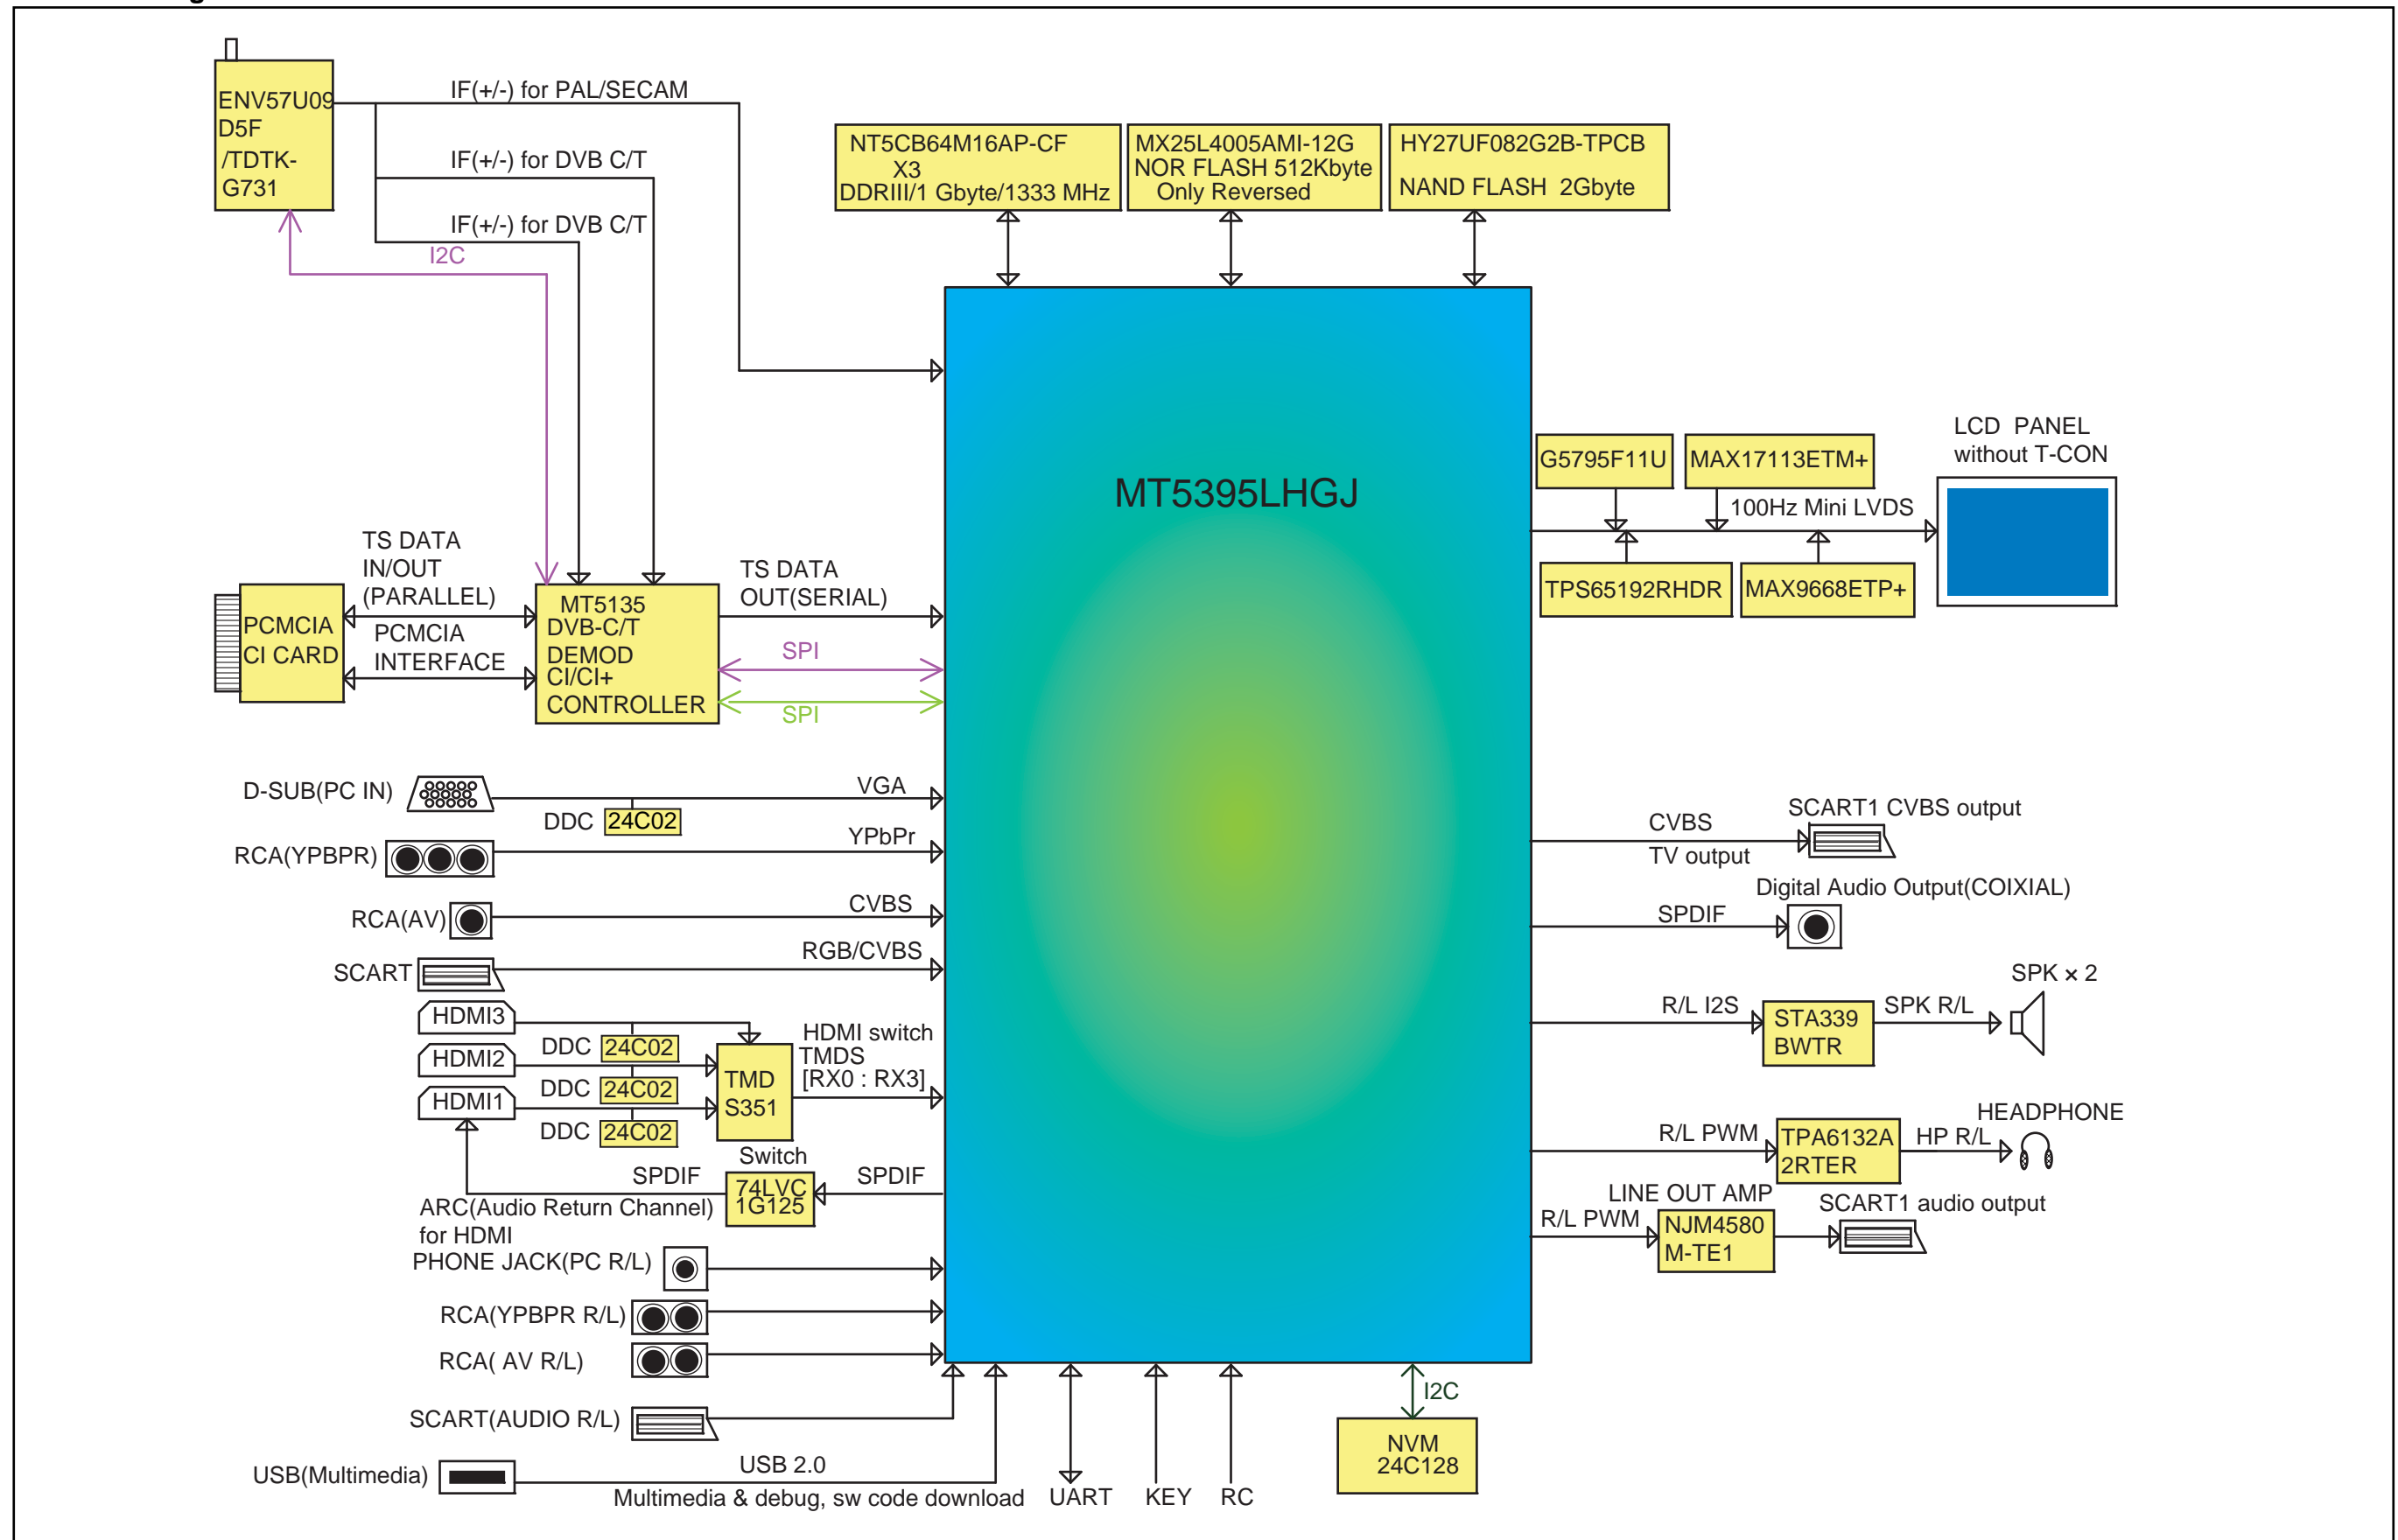 ENV57U09
D5F
/TDTK-
G731
IF(+/-) for PAL/SECAM
IF(+/-) for DVB C/T
IF(+/-) for DVB C/T
I2C
NT5CB64M16AP-CF
X3
DDRIII/1 Gbyte/1333 MHz
MX25L4005AMI-12G
NOR FLASH 512Kbyte
Only Reversed
HY27UF082G2B-TPCB
NAND FLASH 2Gbyte
MT5395LHGJ
G5795F11U
MAX17113ETM+
100Hz Mini LVDS
TPS65192RHDR
MAX9668ETP+
LCD PANEL
without T-CON
TS DATA
IN/OUT
(PARALLEL)
PCMCIA
INTERFACE
PCMCIA
CI CARD
MT5135
DVB-C/T
DEMOD
CI/CI+
CONTROLLER
TS DATA
OUT(SERIAL)
SPI
SPI
D-SUB(PC IN)
VGA
DDC
24C02
RCA(YPBPR)
YPbPr
RCA(AV)
CVBS
SCART
RGB/CVBS
HDMI3
DDC
24C02
HDMI2
DDC
24C02
HDMI1
DDC
24C02
TMD
S351
HDMI switch
TMDS
[RX0 : RX3]
Switch
SPDIF
74LVC
1G125
SPDIF
ARC(Audio Return Channel)
for HDMI
PHONE JACK(PC R/L)
RCA(YPBPR R/L)
RCA( AV R/L)
SCART(AUDIO R/L)
USB(Multimedia)
USB 2.0
Multimedia & debug, sw code download
UART
KEY
RC
I2C
NVM
24C128
CVBS
TV output
SCART1 CVBS output
Digital Audio Output(COIXIAL)
SPDIF
R/L I2S
STA339
BWTR
SPK R/L
SPK × 2
R/L PWM
TPA6132A
2RTER
HP R/L
HEADPHONE
LINE OUT AMP
R/L PWM
NJM4580
M-TE1
SCART1 audio output